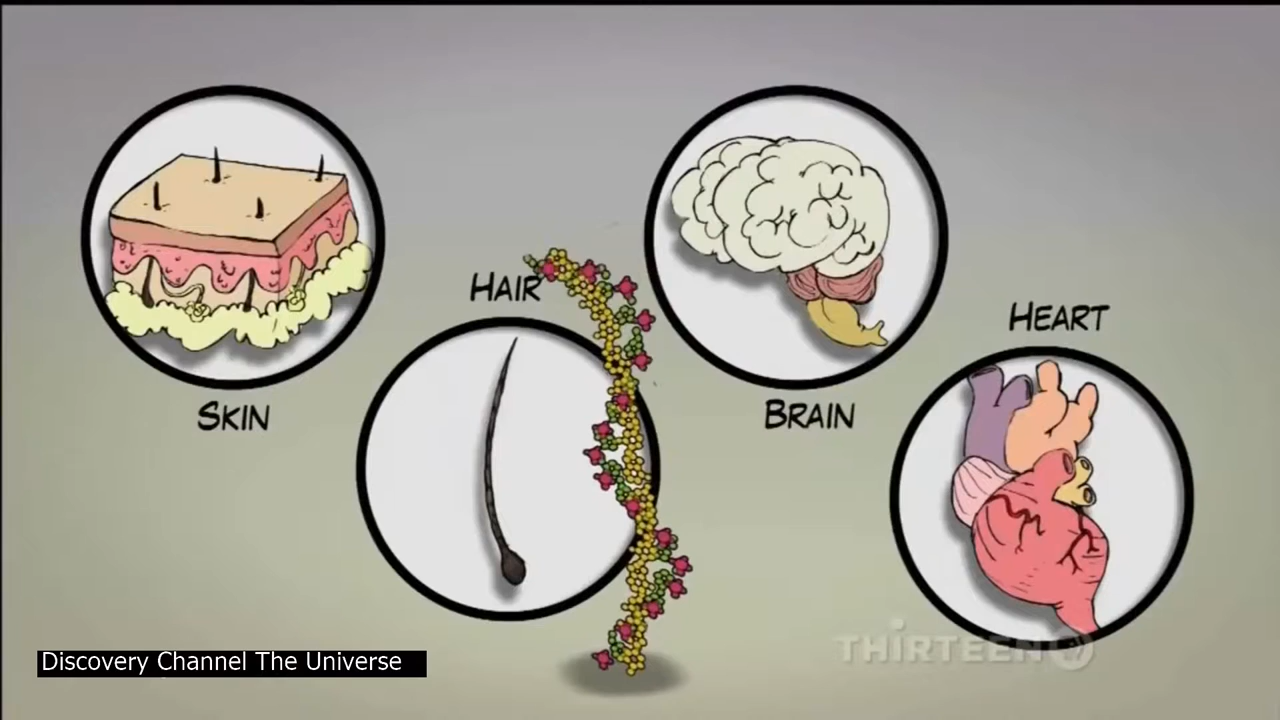 HAIR
HEART
SKIN
BRAIN
THIRTEEN
Discovery Channel The Universe